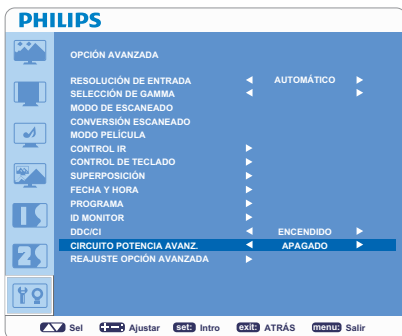 PHILIPS
OPCIÓN AVANZADA
RESOLUCIÓN DE ENTRADA AUTOMÁTICO
SELECCIÓN DE GAMMA
MODO DE ESCANEADO
CONVERSIÓN ESCANEADO
MODO PELÍCULA
CONTROL IR
CONTROL DE TECLADO
SUPERPOSICIÓN
FECHA Y HORA
PROGRAMA
ID MONITOR
DDC/CI ENCENDIDO
CIRCUITO POTENCIA AVANZ. APAGADO
REAJUSTE OPCIÓN AVANZADA
Sel Ajustar set: Intro exit: ATRÁS menu: Salir